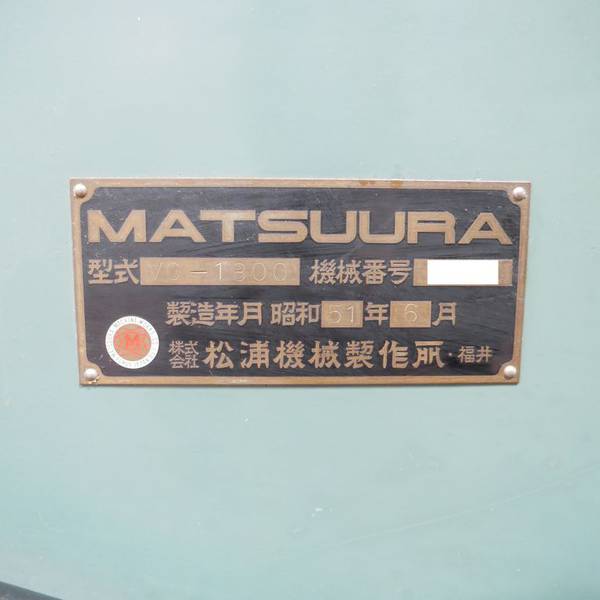 MATSUURA
型式 VD-1300 機械番号
製造年月 昭和 51 年 6 月
株式会社 松浦機械製作所・福井
M